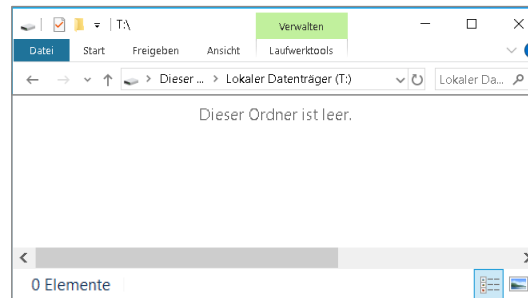 T:\
Verwalten
Datei Start Freigeben Ansicht Laufwerktools
Dieser ... Lokaler Datenträger (T:) Lokaler Da...
Dieser Ordner ist leer.
0 Elemente